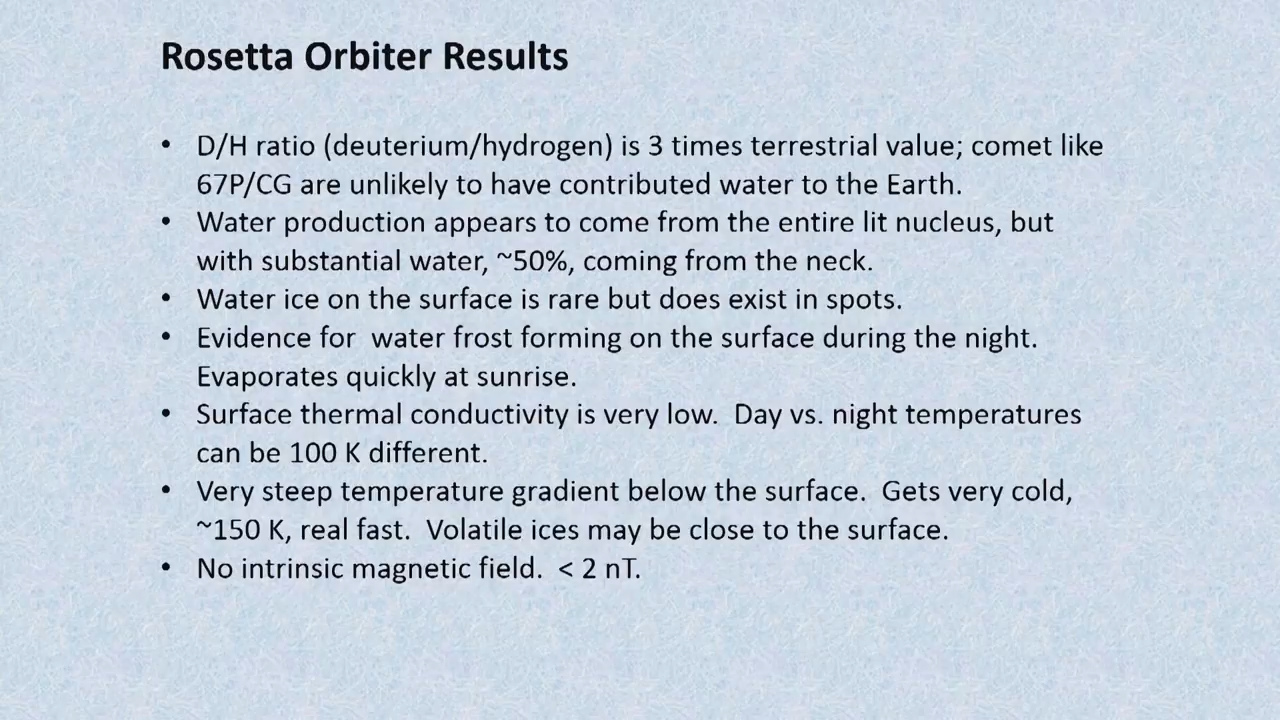 Rosetta Orbiter Results
• D/H ratio (deuterium/hydrogen) is 3 times terrestrial value; comet like
67P/CG are unlikely to have contributed water to the Earth.
• Water production appears to come from the entire lit nucleus, but
with substantial water, ~50%, coming from the neck.
• Water ice on the surface is rare but does exist in spots.
• Evidence for  water frost forming on the surface during the night.
Evaporates quickly at sunrise.
• Surface thermal conductivity is very low.  Day vs. night temperatures
can be 100 K different.
• Very steep temperature gradient below the surface.  Gets very cold,
~150 K, real fast.  Volatile ices may be close to the surface.
• No intrinsic magnetic field.  < 2 nT.